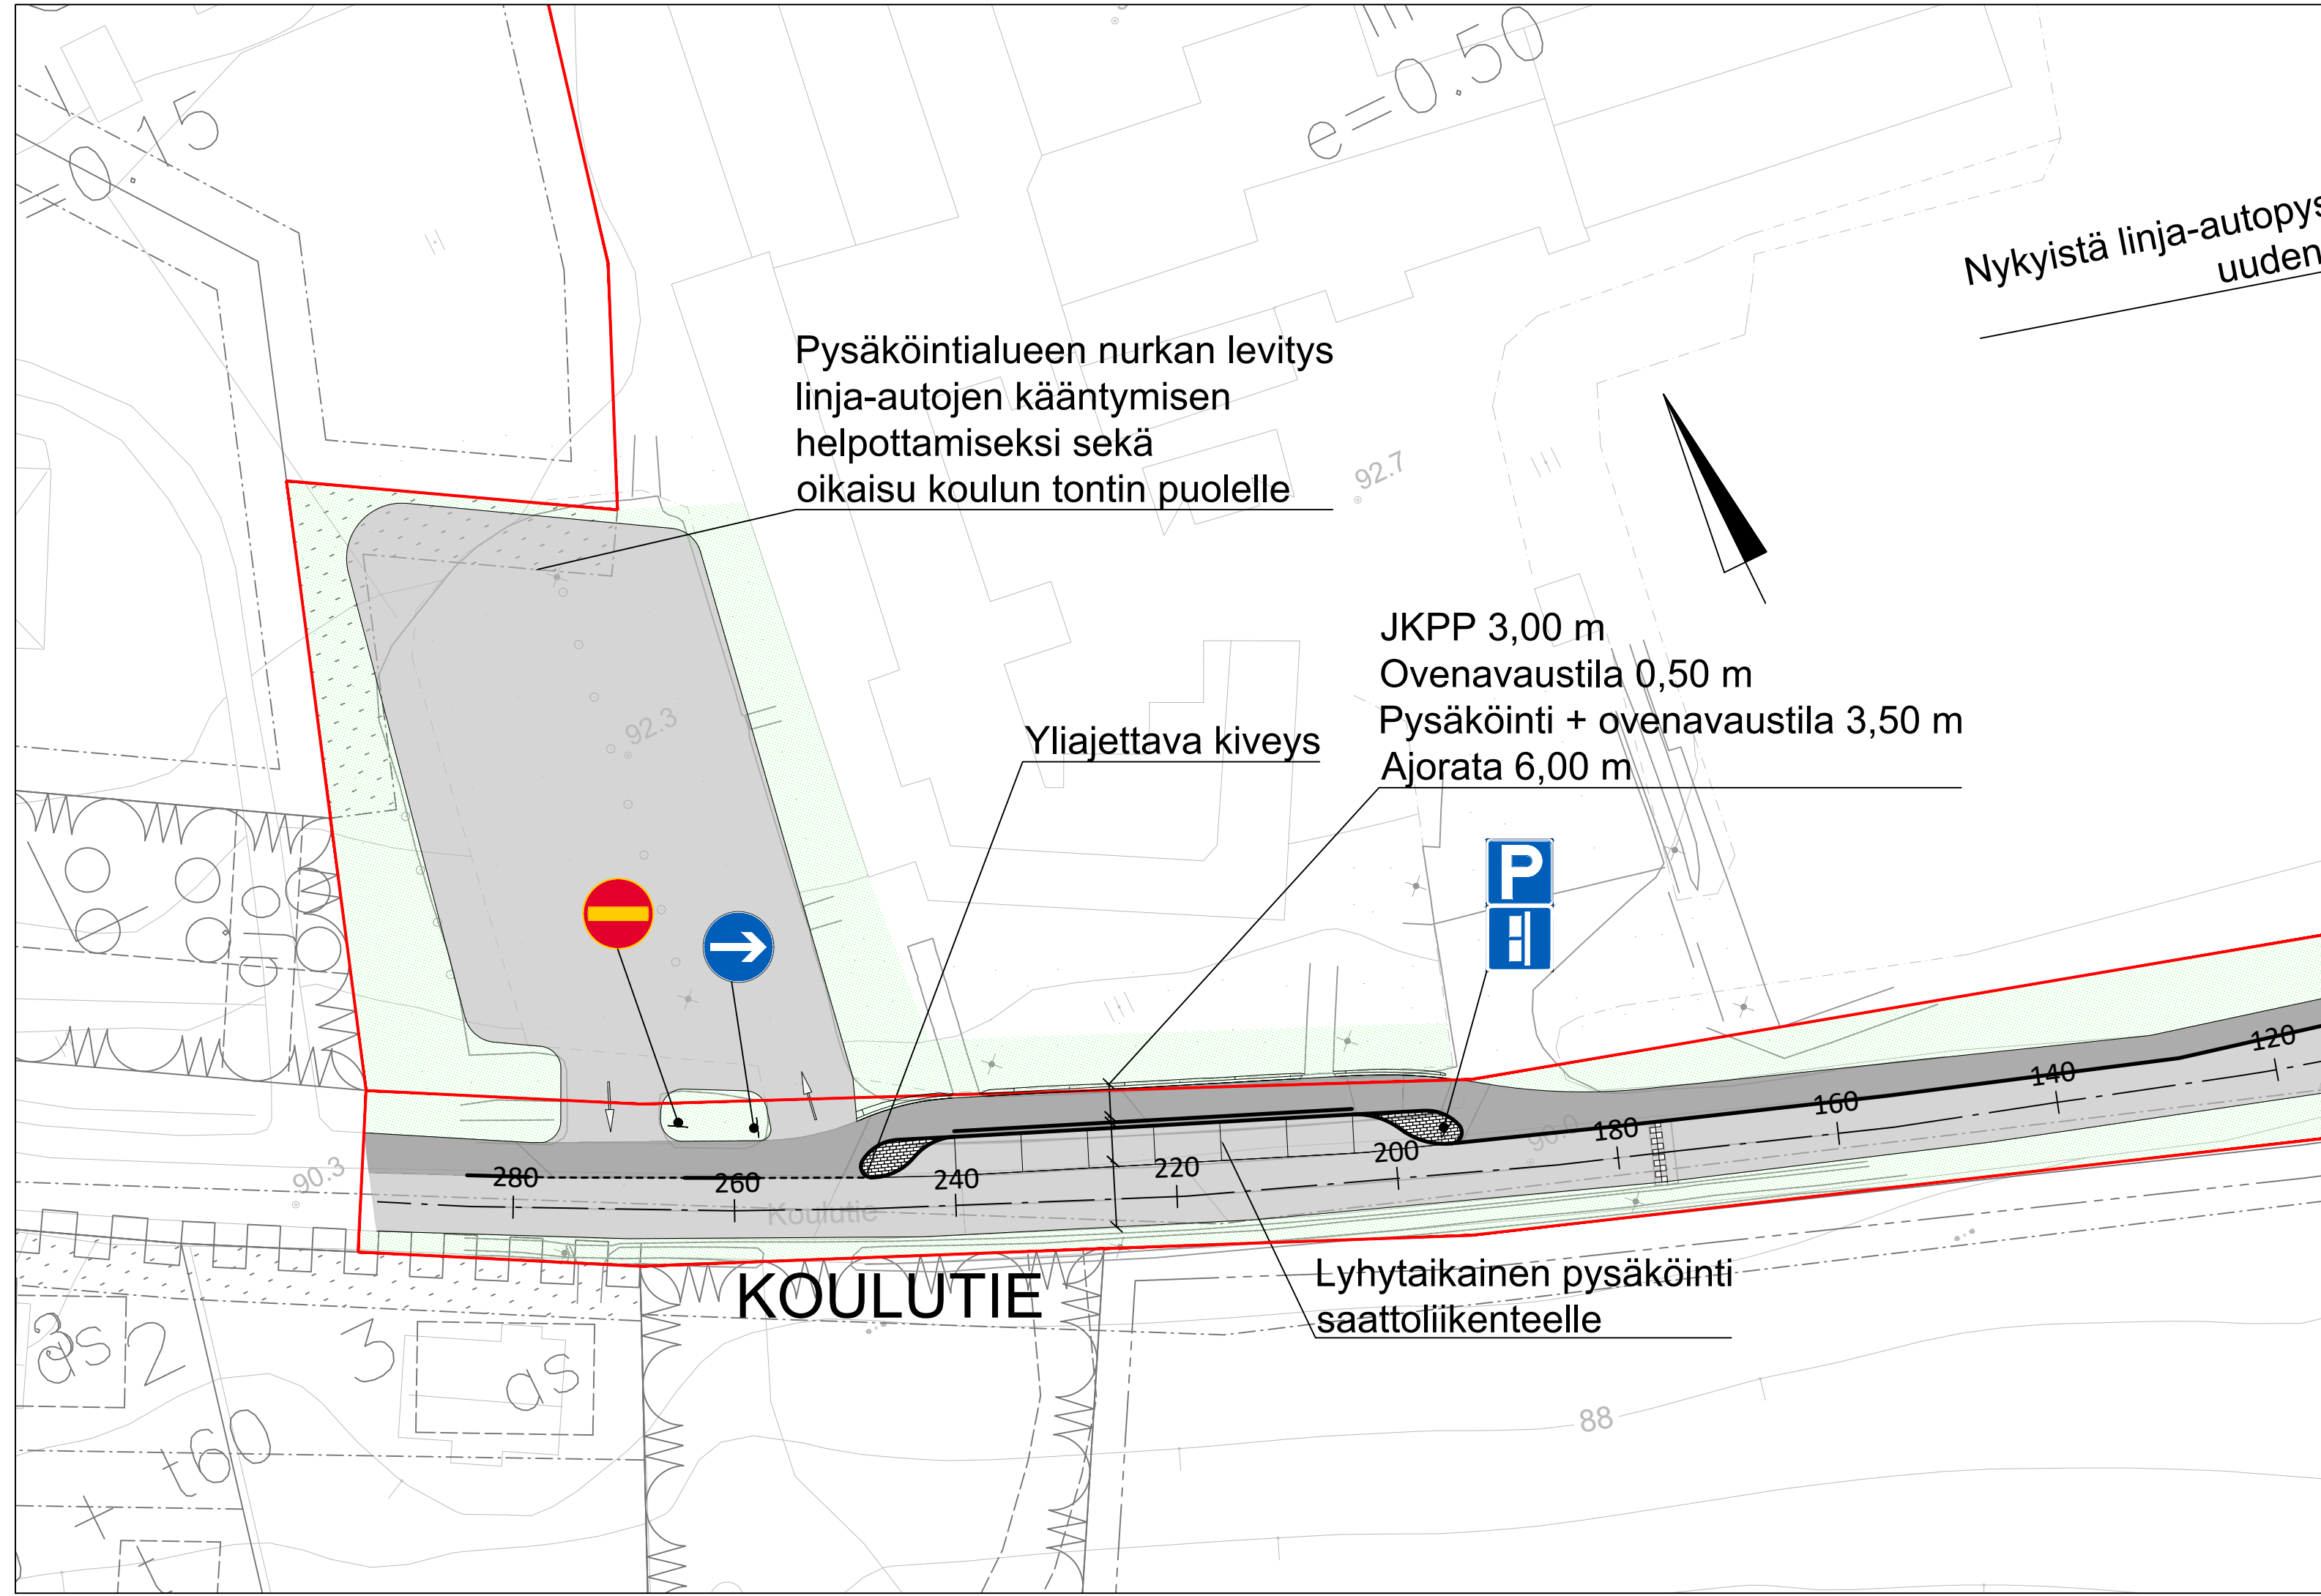 e=0.50
Nykyistä linja-autopys
uuden
Pysäköintialueen nurkan levitys
linja-autojen kääntymisen
helpottamiseksi sekä
oikaisu koulun tontin puolelle
92.7
JKPP 3,00 m
Ovenavaustila 0,50 m
Pysäköinti + ovenavaustila 3,50 m
Ajorata 6,00 m
92.3
Yliajettava kiveys
P
90.3
90.0
280
260
240
220
200
180
160
140
120
Koulutie
KOULUTIE
Lyhytaikainen pysäköinti
saattoliikenteelle
as
2
3
as
t60
88